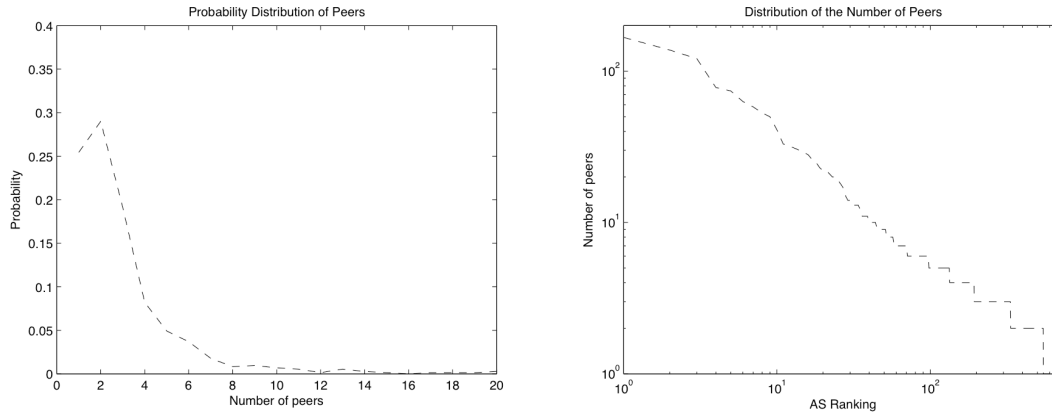 Probability Distribution of Peers
0.4
0.35
0.3
0.25
0.2
0.15
0.1
0.05
0
0 2 4 6 8 10 12 14 16 18 20
Probability
Number of peers
Distribution of the Number of Peers
10^2
10^1
10^0
10^0 10^1 10^2
Number of peers
AS Ranking